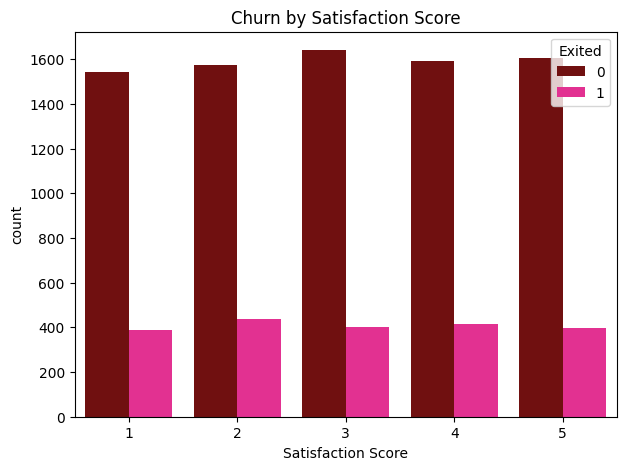 Churn by Satisfaction Score
Exited
0
1
1600
1400
1200
1000
800
600
400
200
0
count
1 2 3 4 5
Satisfaction Score